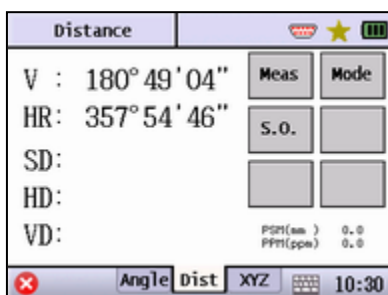 Distance
V : 180°49'04"
HR: 357°54'46"
SD:
HD:
VD:
Meas Mode
S.O.
PSM(mm ) 0.0
PPM(ppm) 0.0
Angle Dist XYZ 10:30